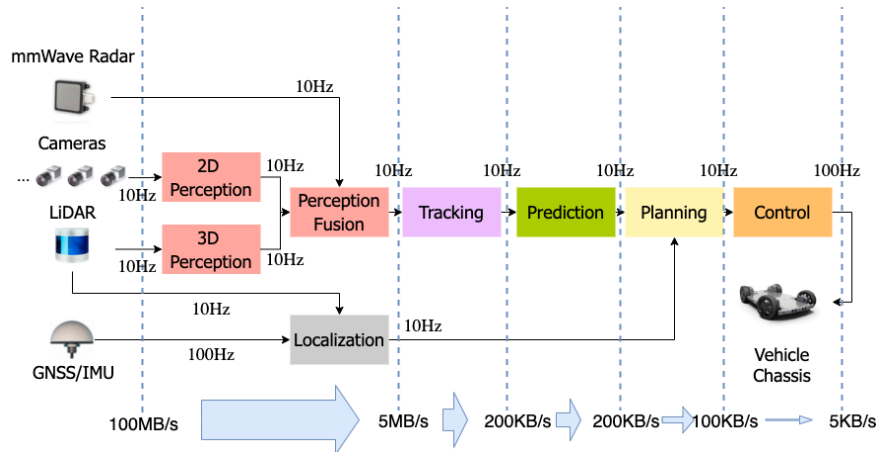 mmWave Radar
10Hz
Cameras
...
10Hz
2D
Perception
10Hz
LiDAR
10Hz
3D
Perception
10Hz
Perception
Fusion
10Hz
Tracking
10Hz
Prediction
10Hz
Planning
10Hz
Control
100Hz
10Hz
Localization
10Hz
100Hz
GNSS/IMU
Vehicle
Chassis
100MB/s
5MB/s
200KB/s
200KB/s
100KB/s
5KB/s